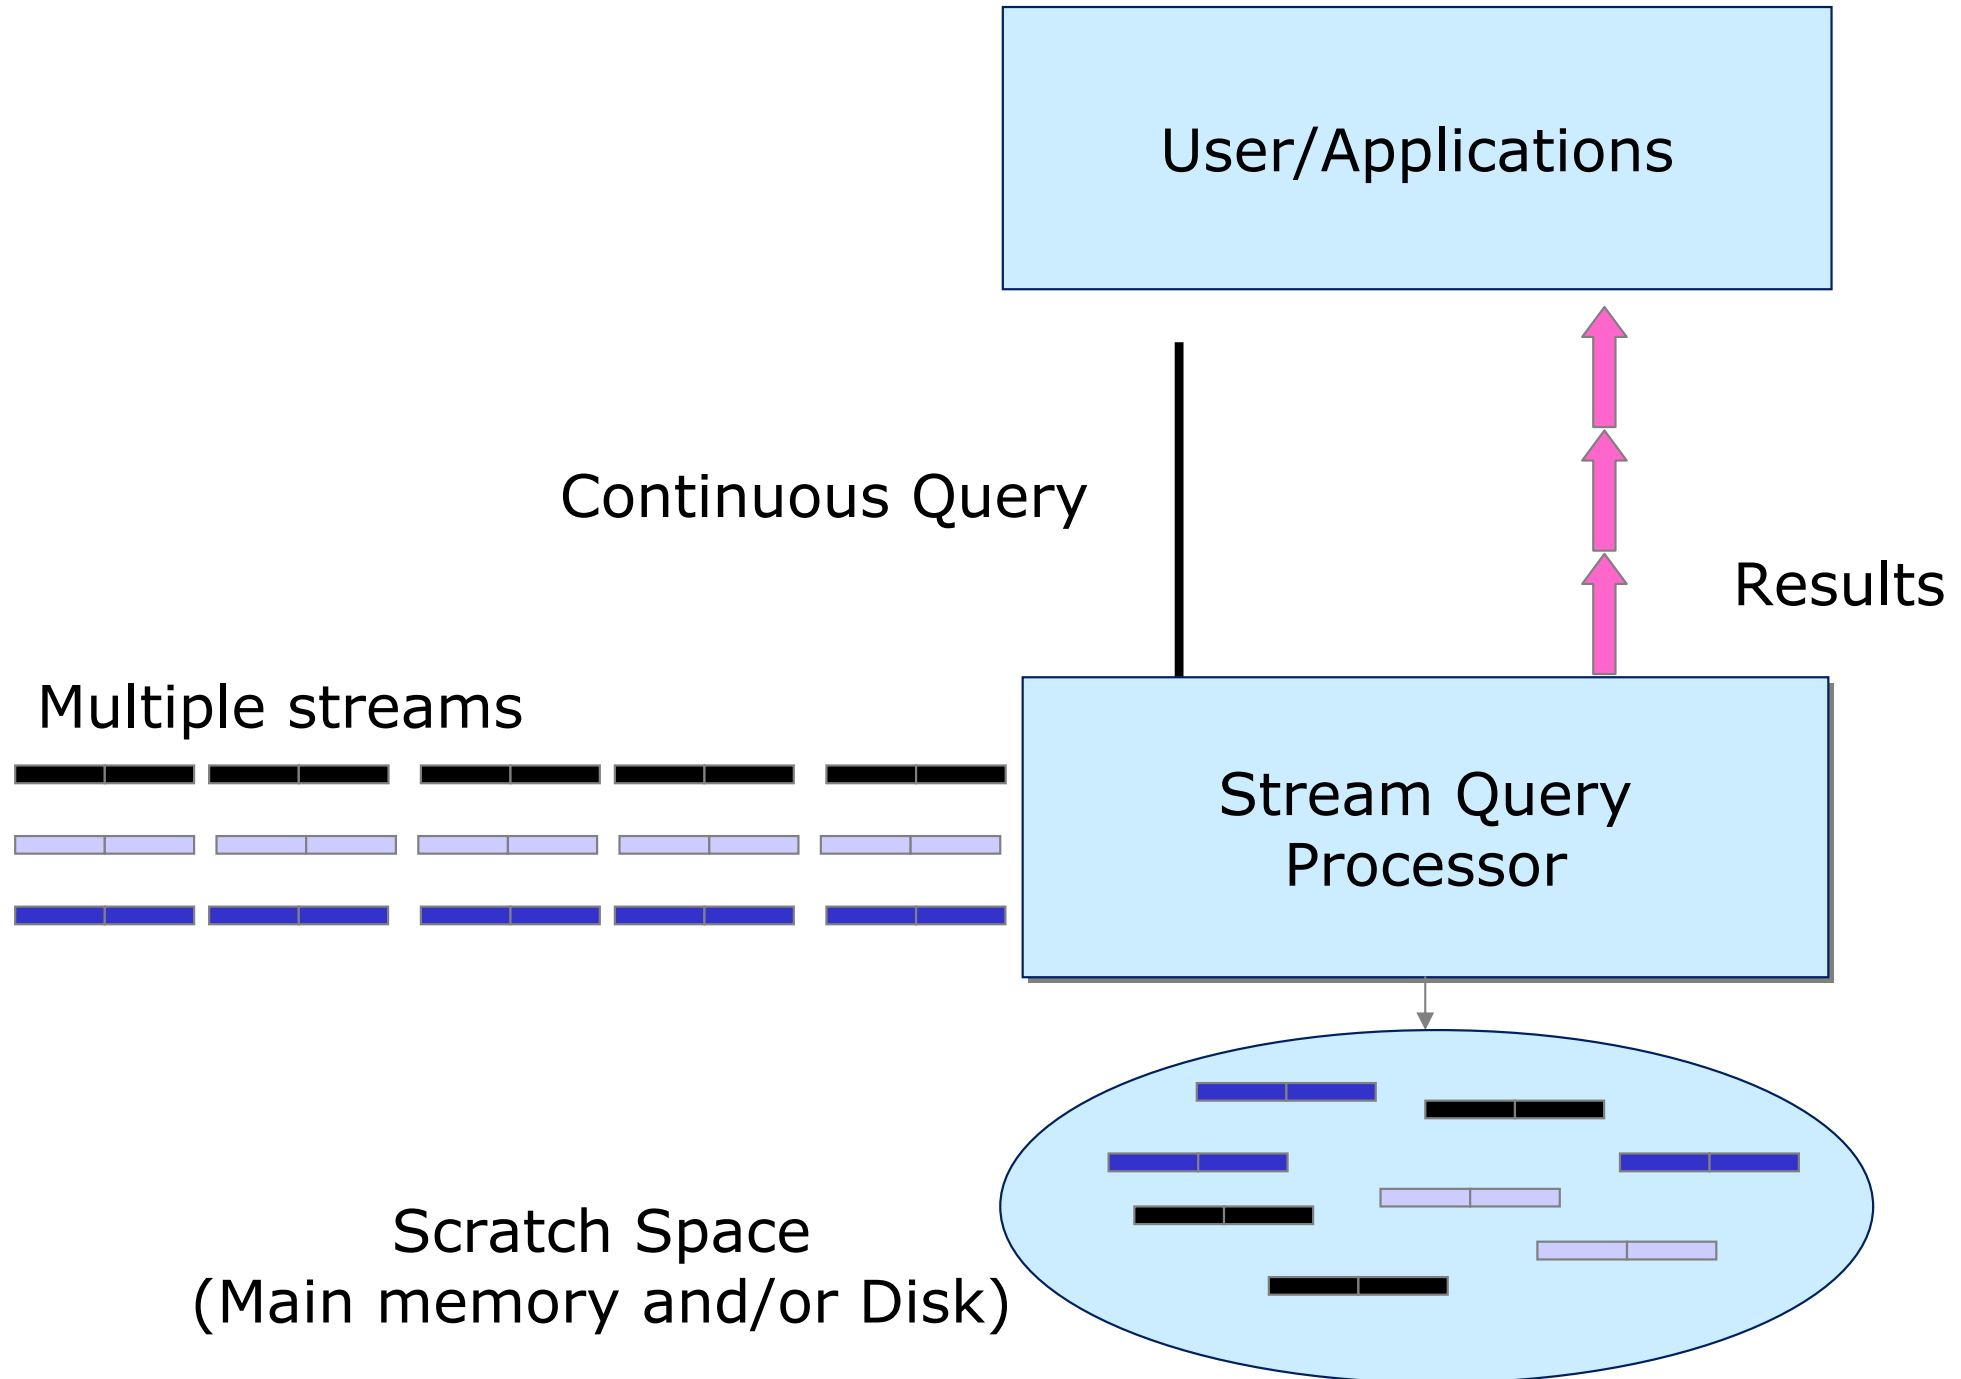 User/Applications
Continuous Query
Results
Multiple streams
Stream Query
Processor
Scratch Space
(Main memory and/or Disk)